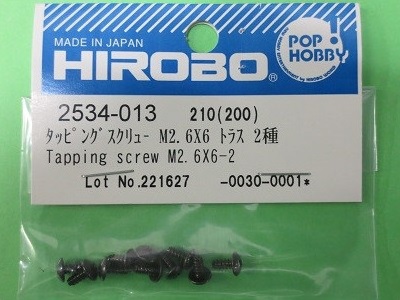 MADE IN JAPAN
HIROBO®
POP!
HOBBY
2534-013 210(200)
ﾀｯﾋﾟﾝｸﾞｽｸﾘｭｰ M2.6X6 ﾄﾗｽ 2種
Tapping screw M2.6X6-2
Lot No.221627 -0030-0001*